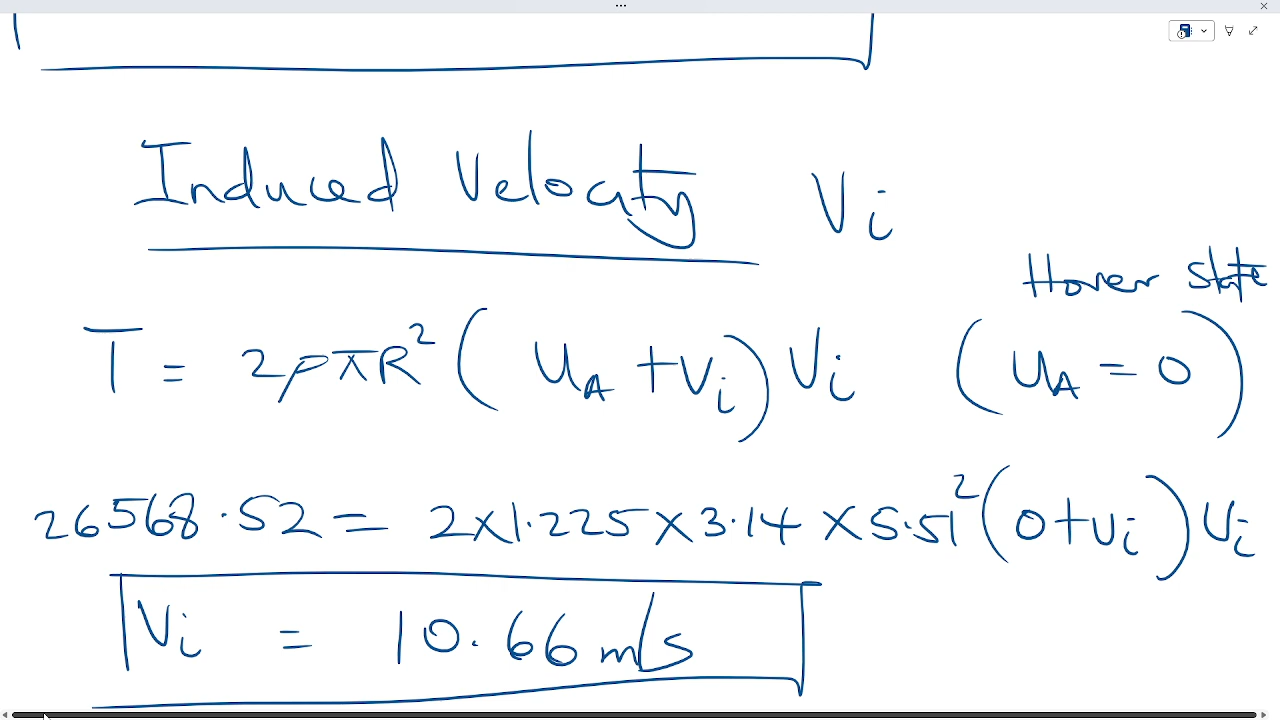 Induced Velocity Vi
Hover state
T = 2ρπR² (UA + Vi) Vi (UA = 0)
26568.52 = 2×1.225×3.14×5.51² (0+Vi) Vi
Vi = 10.66 m/s